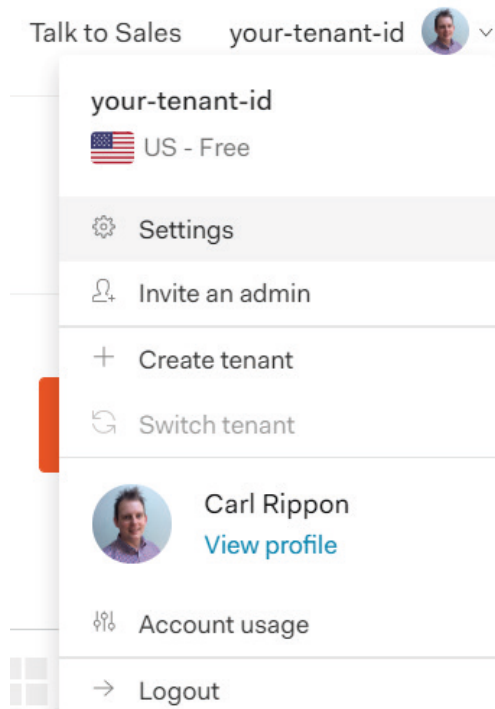 Talk to Sales your-tenant-id
your-tenant-id
US - Free
Settings
Invite an admin
Create tenant
Switch tenant
Carl Rippon
View profile
Account usage
Logout